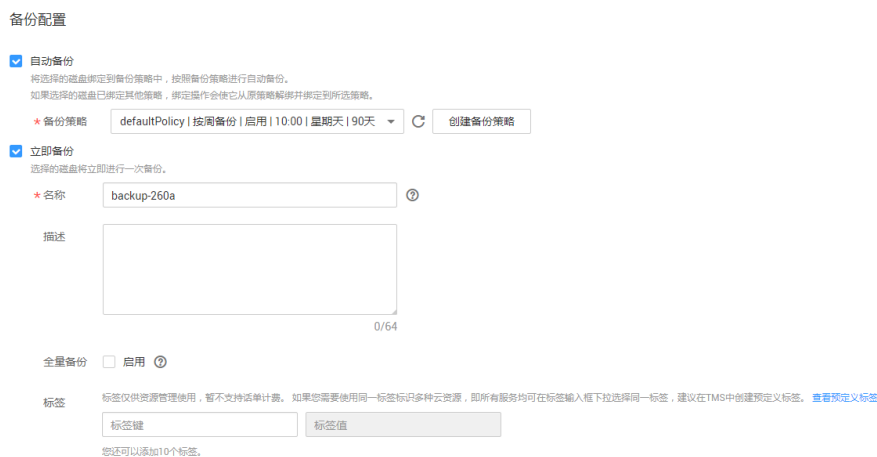 备份配置
自动备份
将选择的磁盘绑定到备份策略中，按照备份策略进行自动备份。
如果选择的磁盘已绑定其他策略，绑定操作会使它从原策略解绑并绑定到所选策略。
* 备份策略 defaultPolicy | 按周备份 | 启用 | 10:00 | 星期天 | 90天 创建备份策略
立即备份
选择的磁盘将立即进行一次备份。
* 名称 backup-260a
描述
0/64
全量备份 启用
标签 标签仅供资源管理使用，暂不支持话单计费。 如果您需要使用同一标签标识多种云资源，即所有服务均可在标签输入框下拉选择同一标签，建议在TMS中创建预定义标签。 查看预定义标签
标签键 标签值
您还可以添加10个标签。